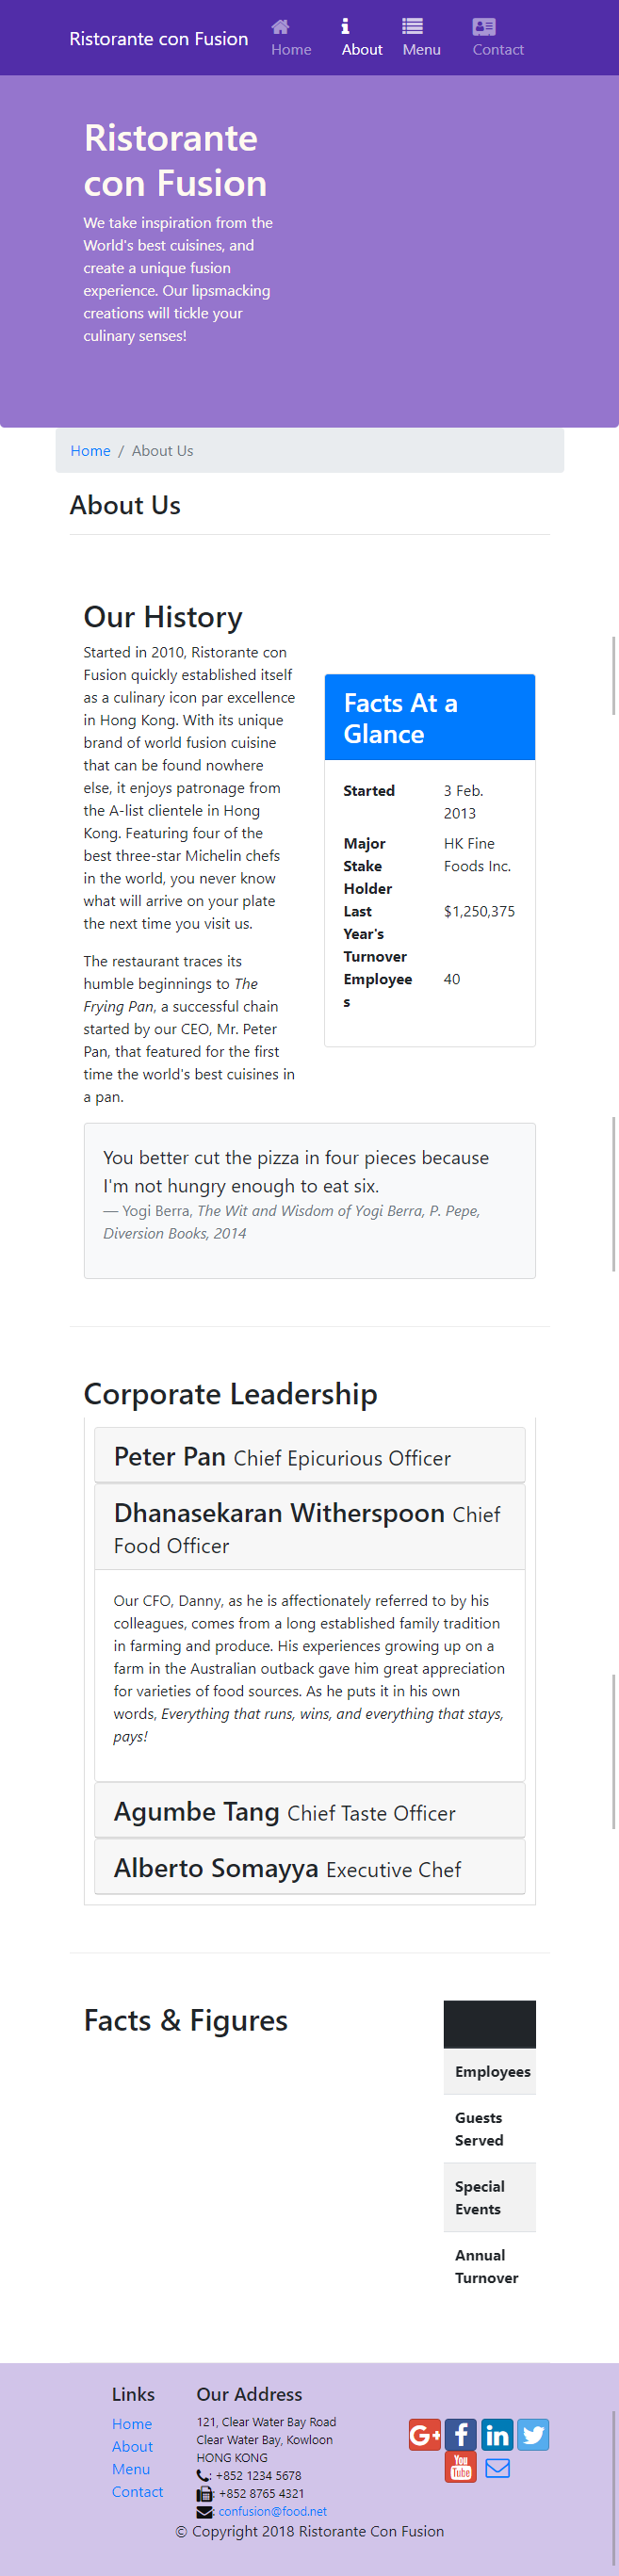 Ristorante con Fusion
Home
About
Menu
Contact
Ristorante
con Fusion
We take inspiration from the
World's best cuisines, and
create a unique fusion
experience. Our lipsmacking
creations will tickle your
culinary senses!
Home / About Us
About Us
Our History
Started in 2010, Ristorante con
Fusion quickly established itself
as a culinary icon par excellence
in Hong Kong. With its unique
brand of world fusion cuisine
that can be found nowhere
else, it enjoys patronage from
the A-list clientele in Hong
Kong. Featuring four of the
best three-star Michelin chefs
in the world, you never know
what will arrive on your plate
the next time you visit us.
The restaurant traces its
humble beginnings to The
Frying Pan, a successful chain
started by our CEO, Mr. Peter
Pan, that featured for the first
time the world's best cuisines in
a pan.
Facts At a
Glance
Started 3 Feb.
2013
Major HK Fine
Stake Foods Inc.
Holder
Last $1,250,375
Year's
Turnover
Employee 40
s
You better cut the pizza in four pieces because
I'm not hungry enough to eat six.
— Yogi Berra, The Wit and Wisdom of Yogi Berra, P. Pepe,
Diversion Books, 2014
Corporate Leadership
Peter Pan Chief Epicurious Officer
Dhanasekaran Witherspoon Chief
Food Officer
Our CFO, Danny, as he is affectionately referred to by his
colleagues, comes from a long established family tradition
in farming and produce. His experiences growing up on a
farm in the Australian outback gave him great appreciation
for varieties of food sources. As he puts it in his own
words, Everything that runs, wins, and everything that stays,
pays!
Agumbe Tang Chief Taste Officer
Alberto Somayya Executive Chef
Facts & Figures
Employees
Guests
Served
Special
Events
Annual
Turnover
Links
Home
About
Menu
Contact
Our Address
121, Clear Water Bay Road
Clear Water Bay, Kowloon
HONG KONG
: +852 1234 5678
: +852 8765 4321
: confusion@food.net
G+ f in
You
Tube
© Copyright 2018 Ristorante Con Fusion